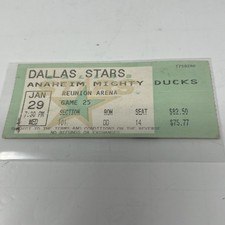 DALLAS STARS
ANAHEIM MIGHTY DUCKS
JAN REUNION ARENA
29 GAME 25
7:30 PM SECTION ROW SEAT $82.50
WED 00 14 $75.77